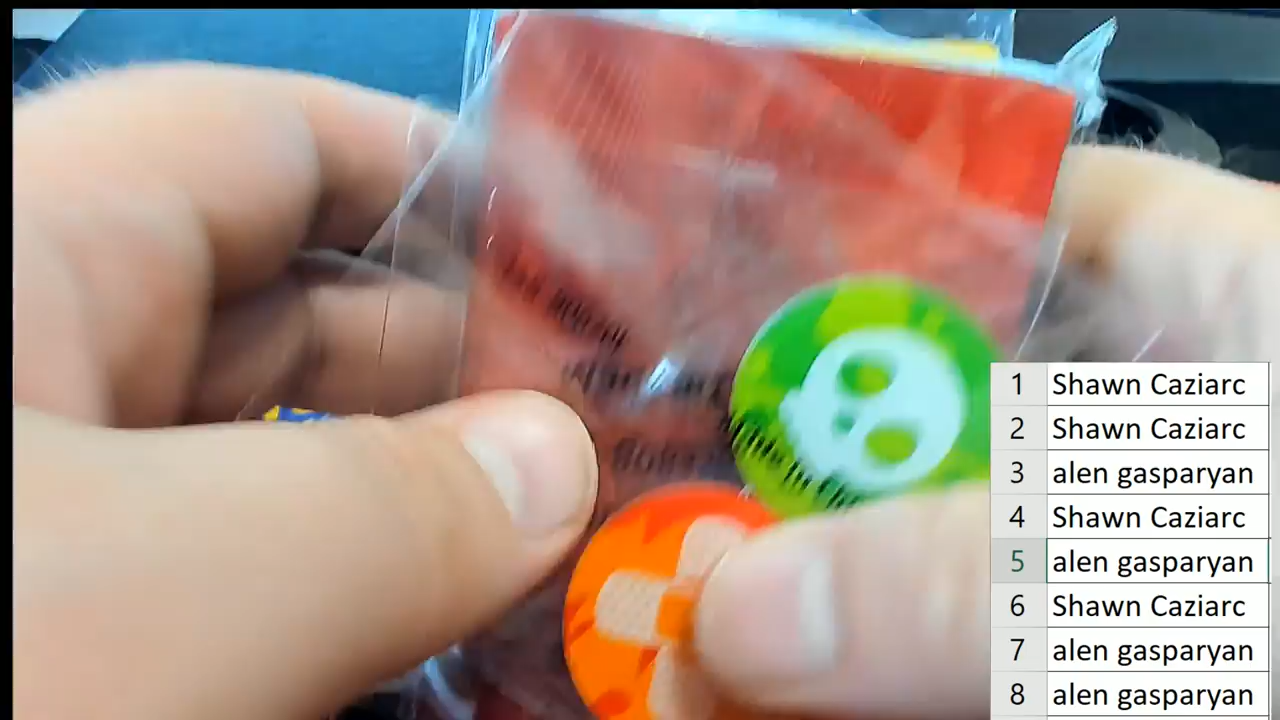 1 Shawn Caziarc
2 Shawn Caziarc
3 alen gasparyan
4 Shawn Caziarc
5 alen gasparyan
6 Shawn Caziarc
7 alen gasparyan
8 alen gasparyan